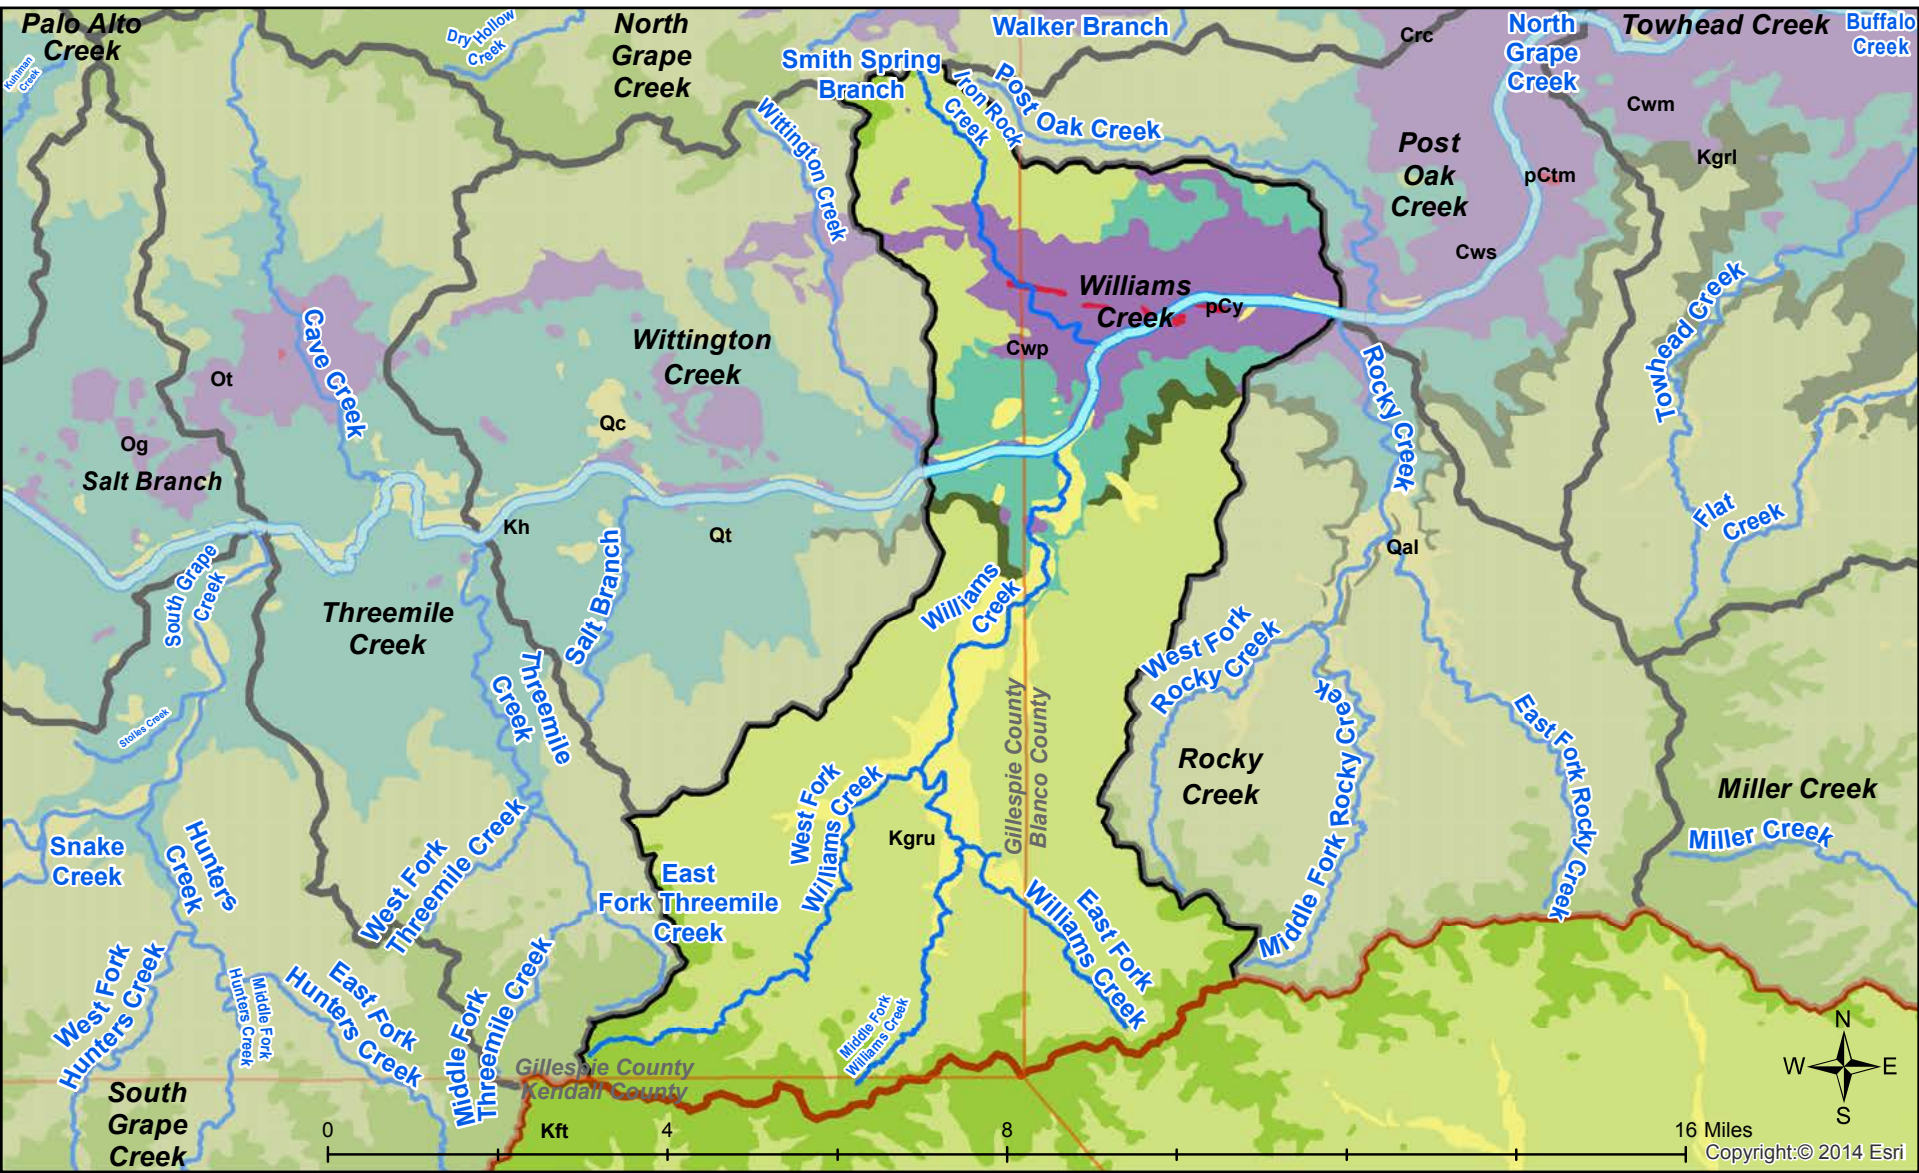 Palo Alto
Creek
Kuhlman
Creek
Dry Hollow
Creek
North
Grape
Creek
Smith Spring
Branch
Walker Branch
Iron Rock
Creek
Post Oak Creek
Crc
North
Grape
Creek
Towhead Creek
Buffalo
Creek
Cwm
Kgrl
Post
Oak
Creek
pCtm
Cws
Wittington Creek
Williams
Creek
pCy
Cwp
Wittington
Creek
Cave Creek
Ot
Og
Salt Branch
Qc
Kh
Qt
Rocky Creek
Towhead Creek
Flat
Creek
Qal
South Grape
Creek
Threemile
Creek
Salt Branch
Williams
Creek
West Fork
Rocky Creek
Threemile
Creek
Stolles Creek
Gillespie County
Blanco County
Rocky
Creek
Middle Fork Rocky Creek
East Fork Rocky Creek
Miller Creek
Miller Creek
Snake
Creek
Hunters
Creek
West Fork
Threemile Creek
East
Fork Threemile
Creek
West Fork
Williams Creek
Kgru
East Fork
Williams Creek
West Fork
Hunters Creek
Middle Fork
Hunters Creek
East Fork
Hunters Creek
Middle Fork
Threemile Creek
Middle Fork
Williams Creek
Gillespie County
Kendall County
South
Grape
Creek
Kft
N
W
E
S
0
4
8
16 Miles
Copyright:© 2014 Esri